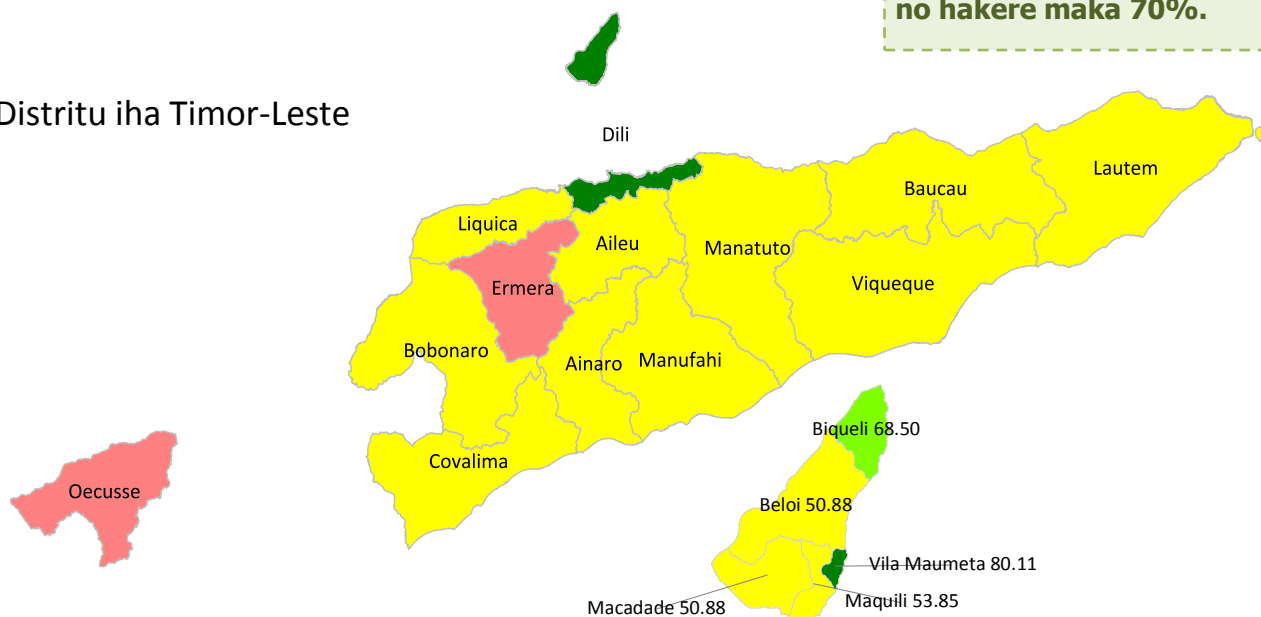 no hakere maka 70%.
Distritu iha Timor-Leste
Dili
Lautem
Baucau
Liquica
Aileu
Manatuto
Viqueque
Ermera
Bobonaro
Ainaro
Manufahi
Biqueli 68.50
Covalima
Oecusse
Beloi 50.88
Vila Maumeta 80.11
Macadade 50.88
Maquili 53.85